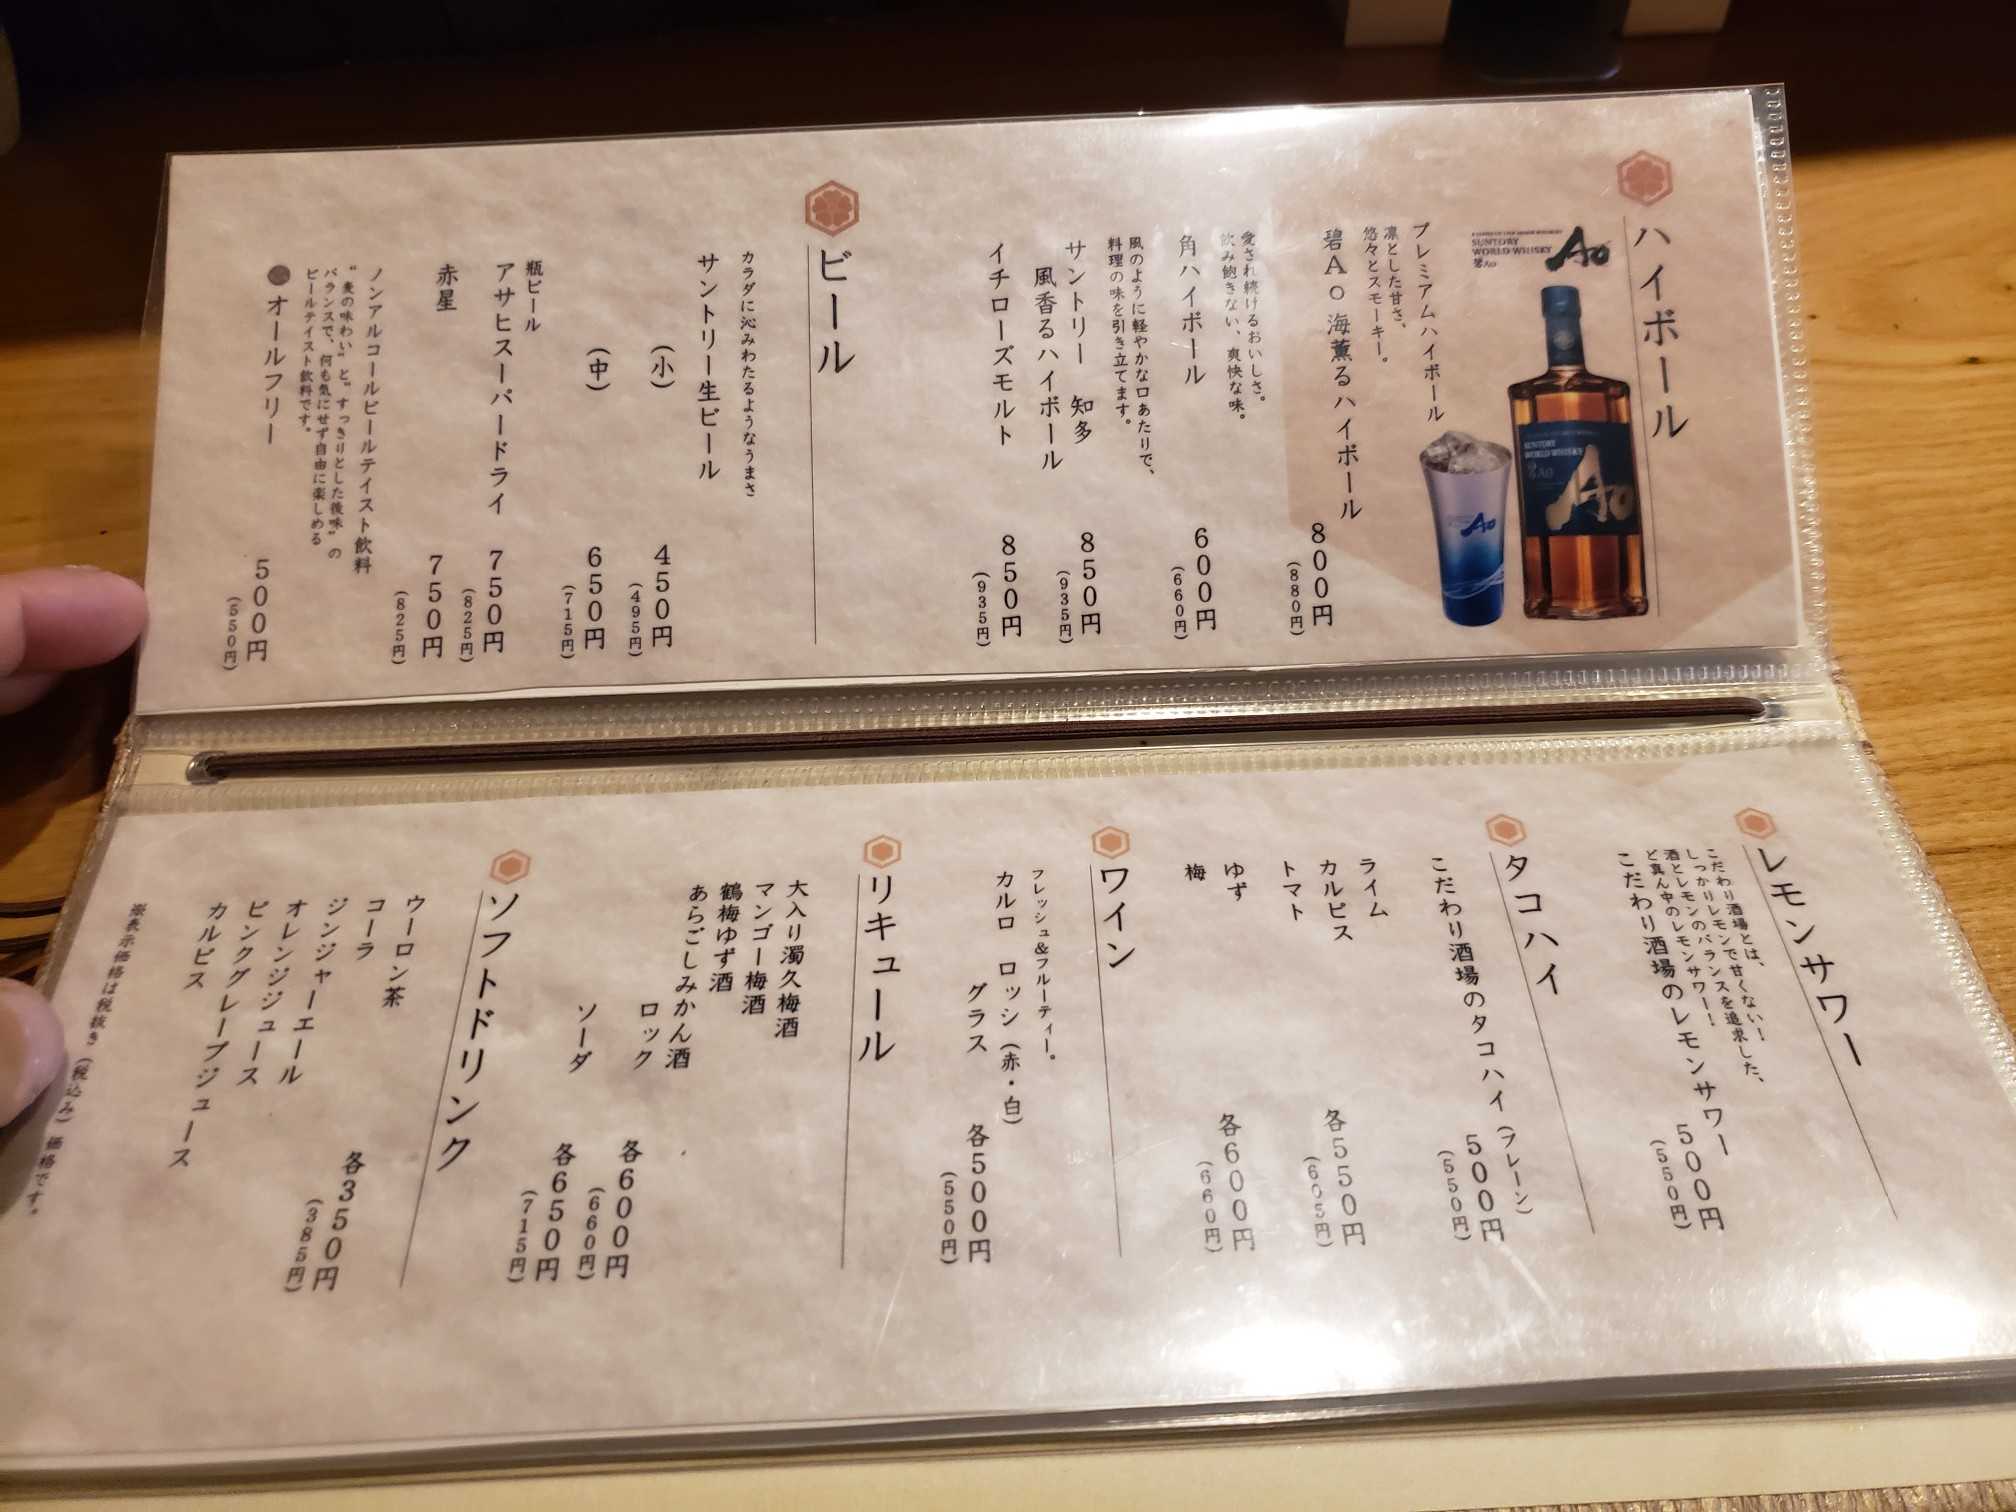 ハイボール
Ao
SUNTORY
WORLD WHISKY
碧Ao
SUNTORY
WORLD WHISKY
碧Ao
Ao
Ao
プレミアムハイボール
凛とした甘さ、
悠々とスモーキー。
碧Ao海薫るハイボール
800円
(880円)
愛され続けるおいしさ。
飲み飽きない、爽快な味。
角ハイボール
600円
(660円)
風のように軽やかな口あたりで、
料理の味を引き立てます。
サントリー 知多
風香るハイボール
850円
(935円)
イチローズモルト
850円
(935円)
ビール
カラダに沁みわたるようなうまさ
サントリー生ビール
(小)
450円
(495円)
(中)
650円
(715円)
瓶ビール
アサヒスーパードライ
750円
(825円)
赤星
750円
(825円)
ノンアルコールビールテイスト飲料
“麦の味わい”と“すっきりとした後味”の
バランスで、何も気にせず自由に楽しめる
ビールテイスト飲料です。
●オールフリー
500円
(550円)
レモンサワー
こだわり酒場とは、
しっかりレモンで甘くない!
酒とレモンのバランスを追求した、
ど真ん中のレモンサワー!
こだわり酒場のレモンサワー
500円
(550円)
タコハイ
こだわり酒場のタコハイ(プレーン)
500円
(550円)
ライム
カルピス
トマト
各550円
(605円)
ゆず
梅
各600円
(660円)
ワイン
フレッシュ&フルーティー。
カルロ ロッシ(赤・白)
グラス
各500円
(550円)
リキュール
大入り濁久梅酒
マンゴー梅酒
鶴梅ゆず酒
あらごしみかん酒
ロック
各600円
(660円)
ソーダ
各650円
(715円)
ソフトドリンク
ウーロン茶
コーラ
ジンジャーエール
オレンジジュース
ピンクグレープジュース
カルピス
各350円
(385円)
※表示価格は税抜き(税込み)価格です。